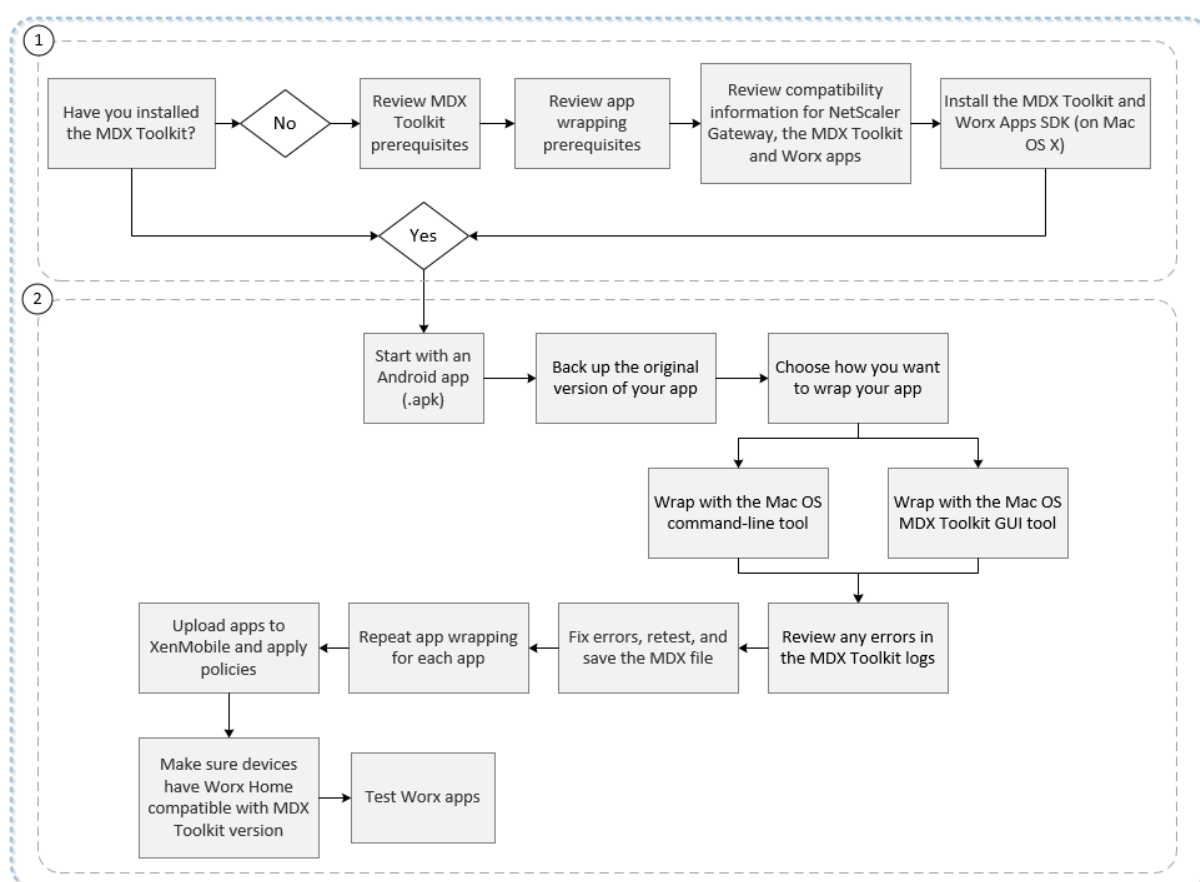 1
Have you installed
the MDX Toolkit?
No
Review MDX
Toolkit
prerequisites
Review app
wrapping
prerequisites
Review compatibility
information for NetScaler
Gateway, the MDX Toolkit
and Worx apps
Install the MDX Toolkit and
Worx Apps SDK (on Mac
OS X)
Yes
2
Start with an
Android app
(.apk)
Back up the original
version of your app
Choose how you want
to wrap your app
Wrap with the Mac OS
command-line tool
Wrap with the Mac OS
MDX Toolkit GUI tool
Review any errors in
the MDX Toolkit logs
Fix errors, retest, and
save the MDX file
Repeat app wrapping
for each app
Upload apps to
XenMobile and apply
policies
Make sure devices
have Worx Home
compatible with MDX
Toolkit version
Test Worx apps